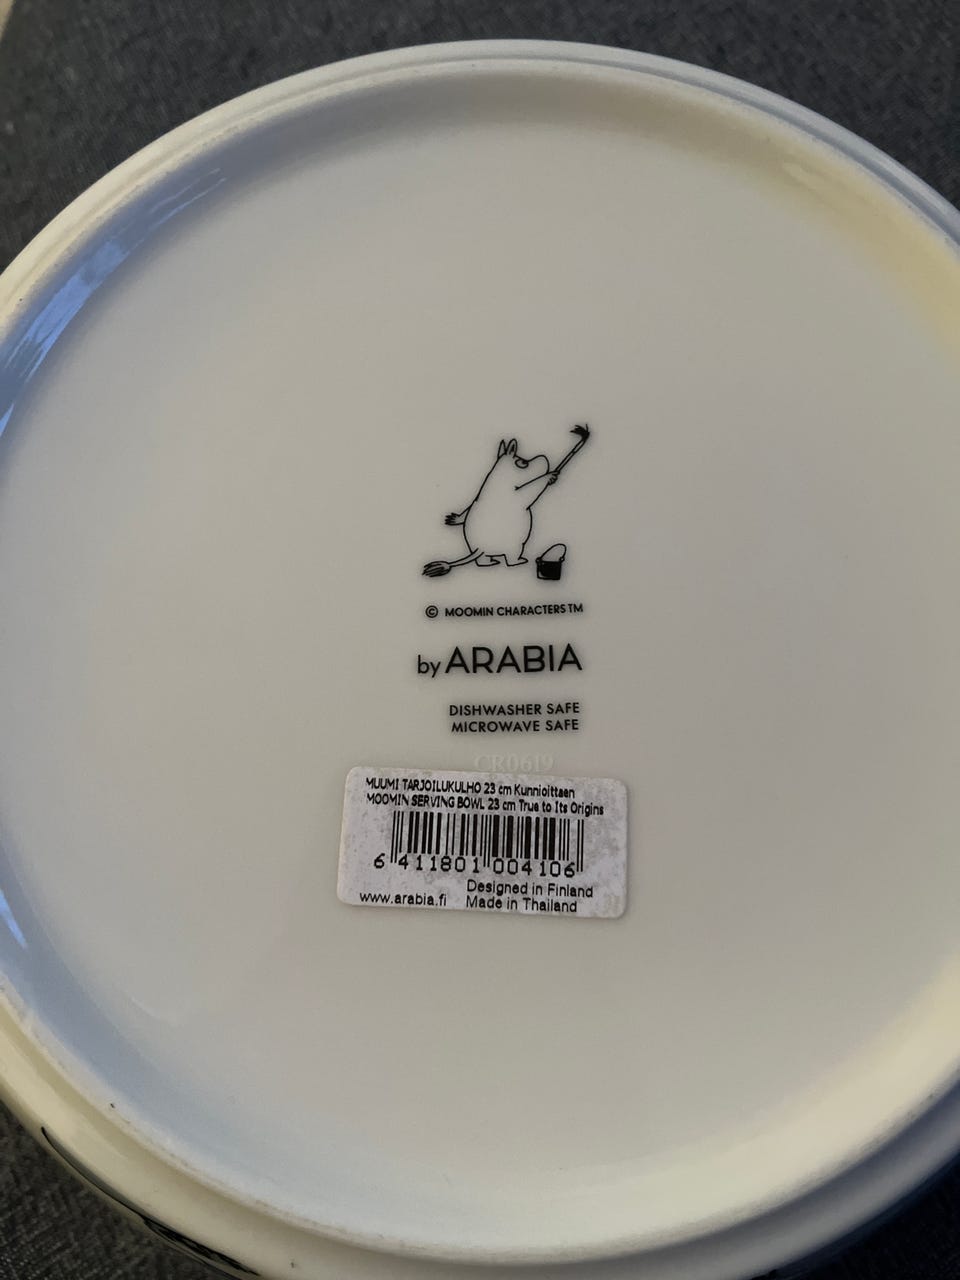 © MOOMIN CHARACTERS TM
by ARABIA
DISHWASHER SAFE
MICROWAVE SAFE
CR0619
MUUMI TARJOILUKULHO 23 cm Kunnioittaen
MOOMIN SERVING BOWL 23 cm True to Its Origins
6 411801 004106
Designed in Finland
www.arabia.fi Made in Thailand